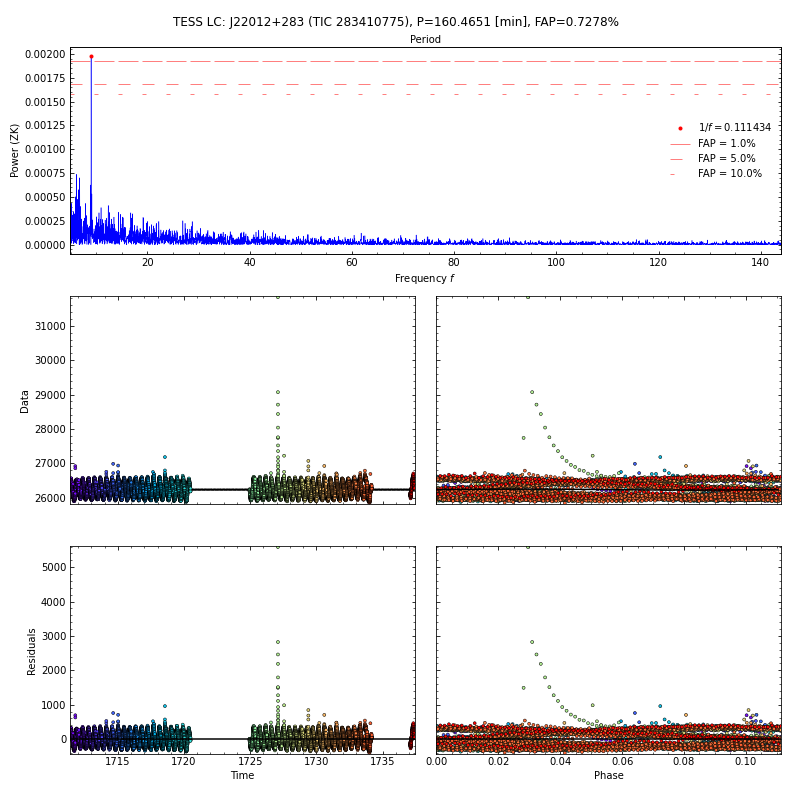 TESS LC: J22012+283 (TIC 283410775), P=160.4651 [min], FAP=0.7278%
Period
0.00200
0.00175
0.00150
0.00125
0.00100
0.00075
0.00050
0.00025
0.00000
Power (ZK)
1/f = 0.111434
FAP = 1.0%
FAP = 5.0%
FAP = 10.0%
20 40 60 80 100 120 140
Frequency f
31000
30000
29000
28000
27000
26000
Data
5000
4000
3000
2000
1000
0
Residuals
1715 1720 1725 1730 1735
Time
0.00 0.02 0.04 0.06 0.08 0.10
Phase